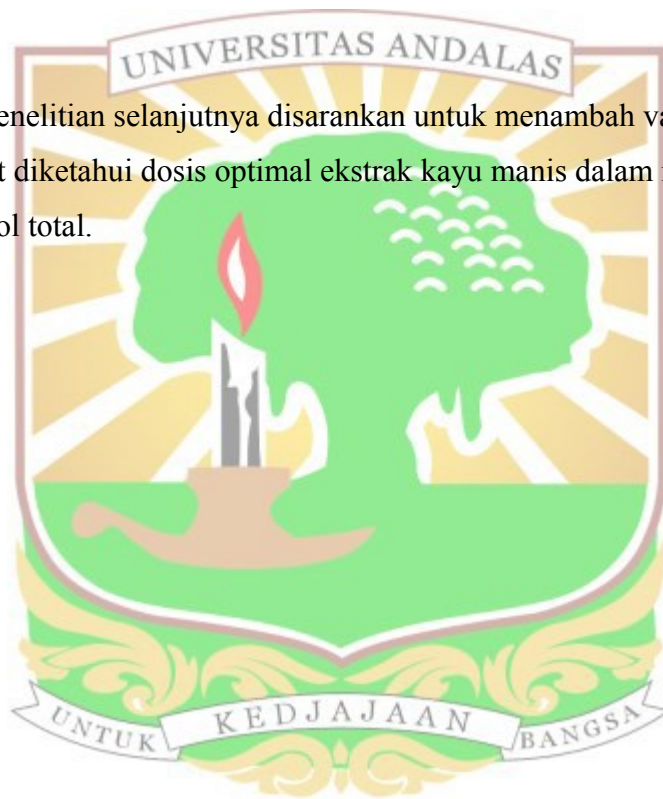 UNIVERSITAS ANDALAS
enelitian selanjutnya disarankan untuk menambah va
t diketahui dosis optimal ekstrak kayu manis dalam
ol total.
UNTUK KEDJAJAAN BANGSA